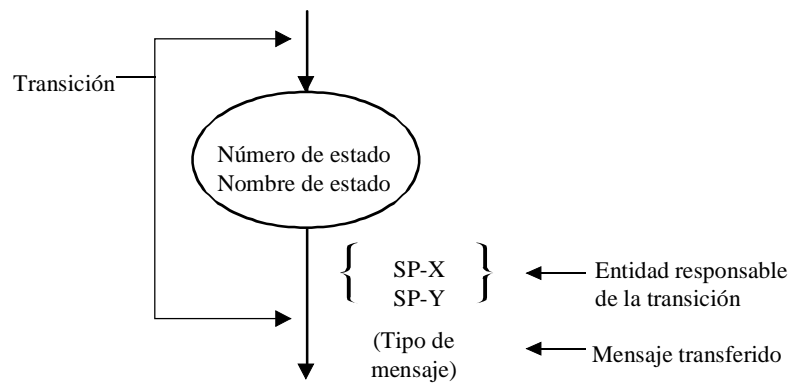 Transición
Número de estado
Nombre de estado
SP-X
SP-Y
Entidad responsable
de la transición
(Tipo de
mensaje)
Mensaje transferido